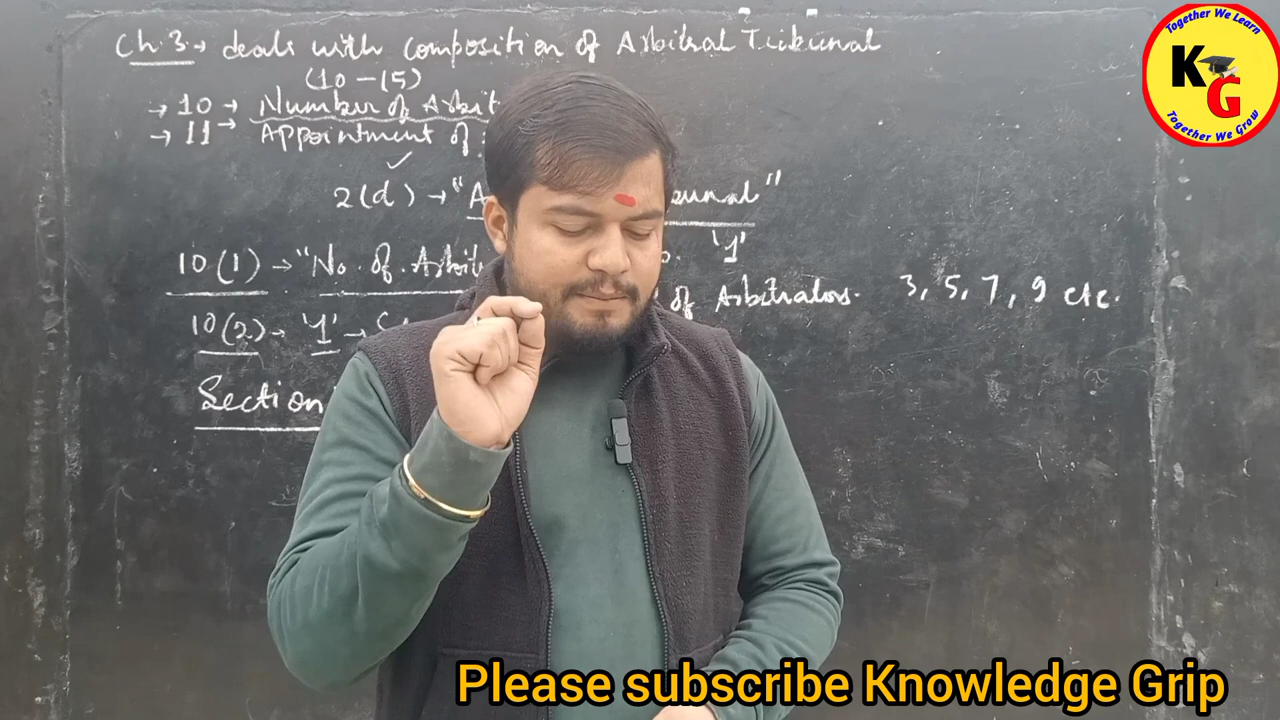 Ch. 3 → deals with composition of Arbitral Tribunal
(10 - 15)
→ 10 → Number of Arbit
→ 11 → Appointment of
2(d) → "A unal"
10(1) → "No. of. Arbit o. '1'
of Arbitrators. 3, 5, 7, 9 etc.
10(2) → '1' →
Section
Together We Learn
KG
Together We Grow
Please subscribe Knowledge Grip